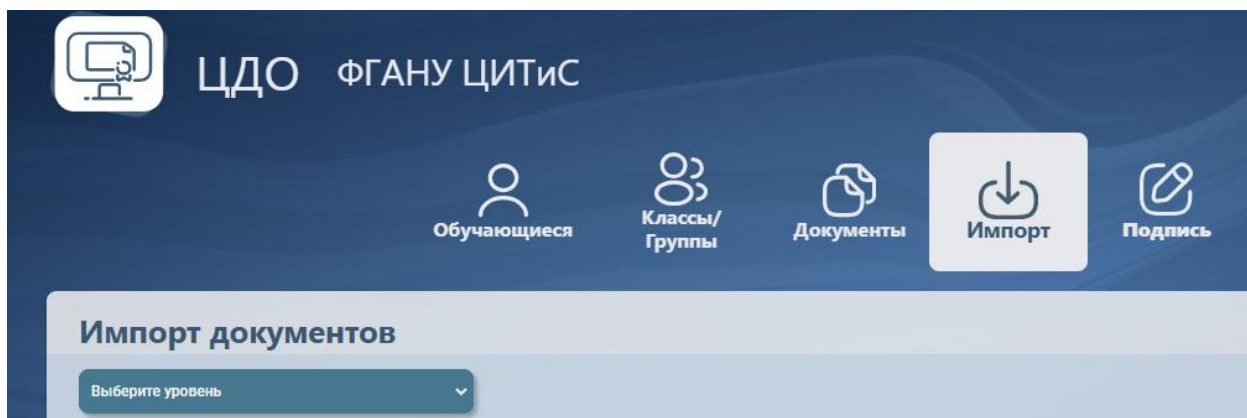 ЦДО ФГАНУ ЦИТиС
Обучающиеся
Классы/
Группы
Документы
Импорт
Подпись
Импорт документов
Выберите уровень